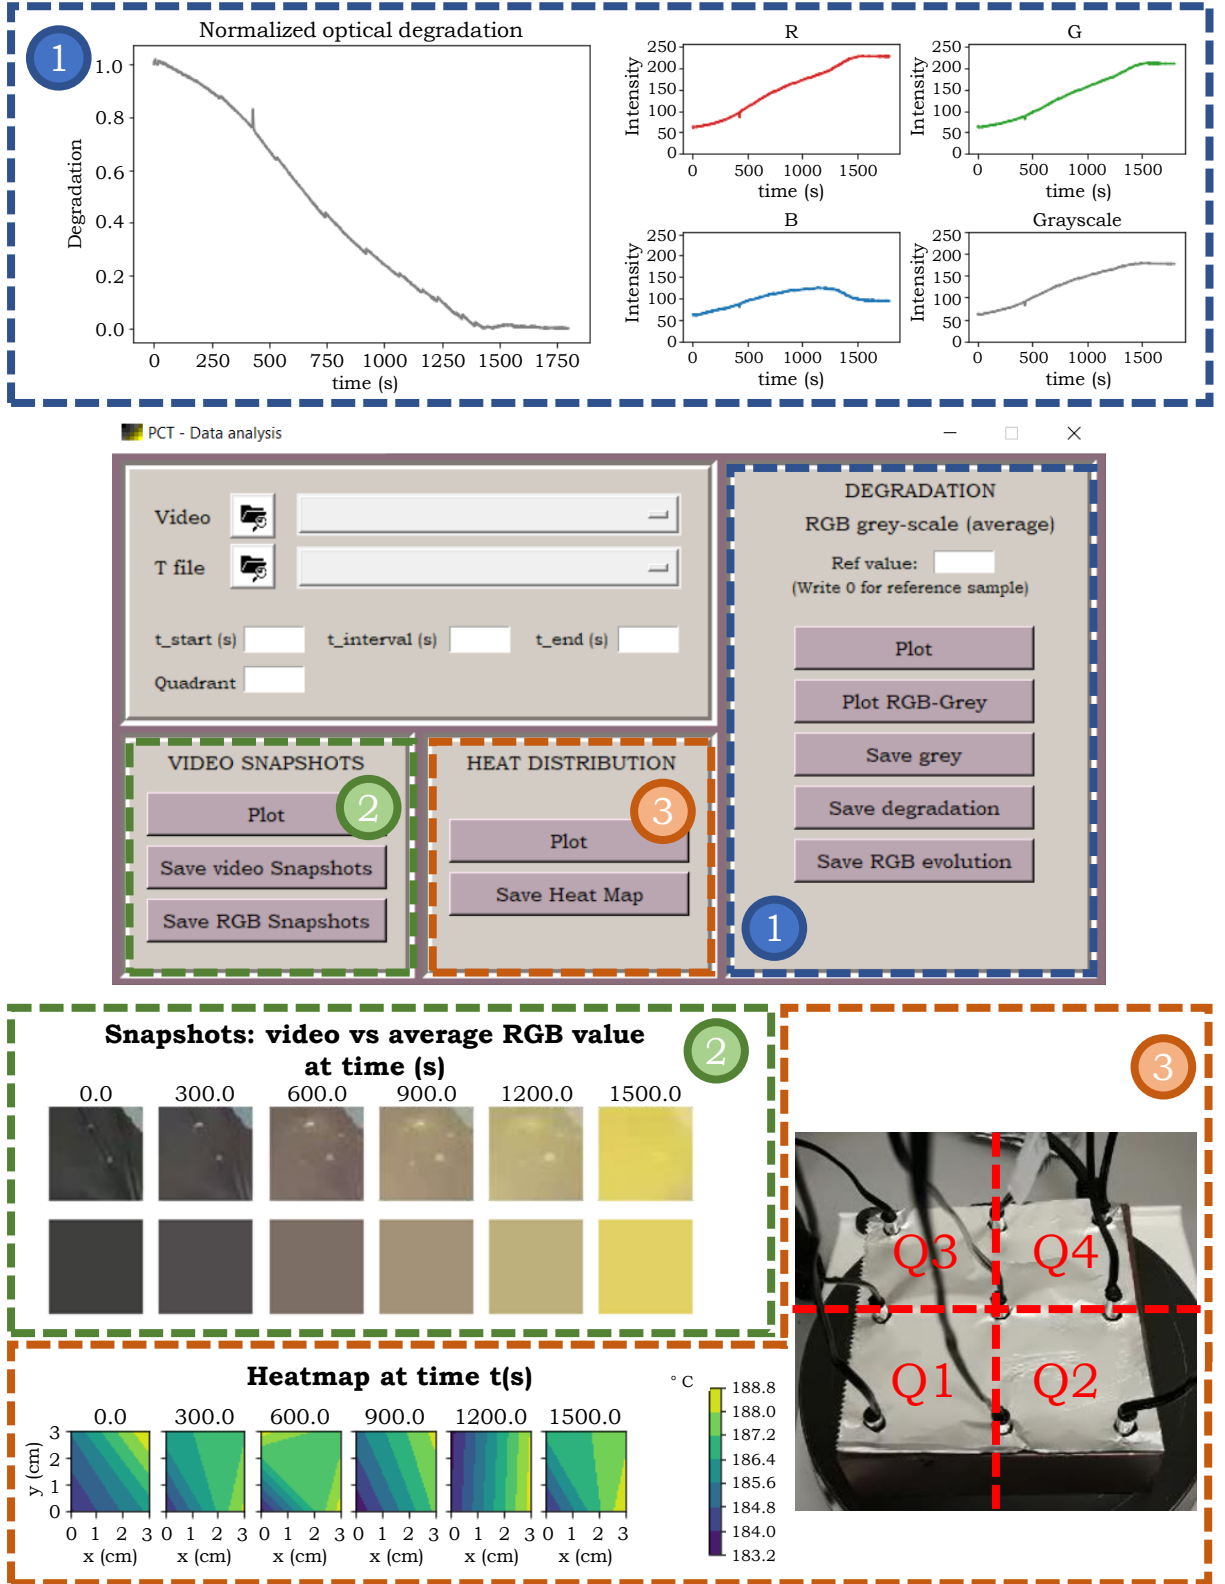 1
Normalized optical degradation
1.0
0.8
0.6
0.4
0.2
0.0
Degradation
0 250 500 750 1000 1250 1500 1750
time (s)
R
250
200
150
100
50
0
Intensity
0 500 1000 1500
time (s)
G
250
200
150
100
50
0
Intensity
0 500 1000 1500
time (s)
B
250
200
150
100
50
Intensity
0 500 1000 1500
time (s)
Grayscale
250
200
150
100
50
Intensity
0 500 1000 1500
time (s)
PCT - Data analysis
Video
T file
t_start (s) t_interval (s) t_end (s)
Quadrant
DEGRADATION
RGB grey-scale (average)
Ref value:
(Write 0 for reference sample)
Plot
Plot RGB-Grey
Save grey
Save degradation
Save RGB evolution
1
VIDEO SNAPSHOTS
Plot
2
Save video Snapshots
Save RGB Snapshots
HEAT DISTRIBUTION
3
Plot
Save Heat Map
Snapshots: video vs average RGB value
at time (s)
2
0.0 300.0 600.0 900.0 1200.0 1500.0
3
Q3 Q4
Q1 Q2
Heatmap at time t(s)
0.0 300.0 600.0 900.0 1200.0 1500.0
3
2
1
0
y (cm)
0 1 2 3 0 1 2 3 0 1 2 3 0 1 2 3 0 1 2 3 0 1 2 3
x (cm) x (cm) x (cm) x (cm) x (cm) x (cm)
° C
188.8
188.0
187.2
186.4
185.6
184.8
184.0
183.2